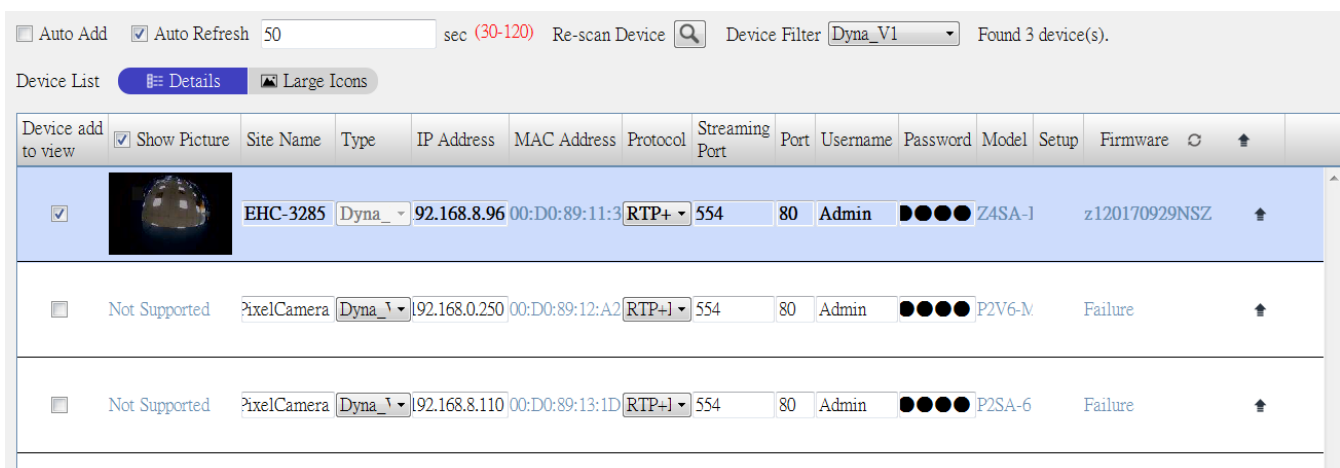 Auto Add Auto Refresh 50 sec (30-120) Re-scan Device Device Filter Dyna_V1 Found 3 device(s).
Device List Details Large Icons
Device add to view Show Picture Site Name Type IP Address MAC Address Protocol Streaming Port Port Username Password Model Setup Firmware
EHC-3285 Dyna_ 92.168.8.96 00:D0:89:11:3 RTP+ 554 80 Admin ●●●● Z4SA-1 z120170929NSZ
Not Supported PixelCamera Dyna_V 192.168.0.250 00:D0:89:12:A2 RTP+1 554 80 Admin ●●●● P2V6-M Failure
Not Supported PixelCamera Dyna_V 192.168.8.110 00:D0:89:13:1D RTP+1 554 80 Admin ●●●● P2SA-6 Failure